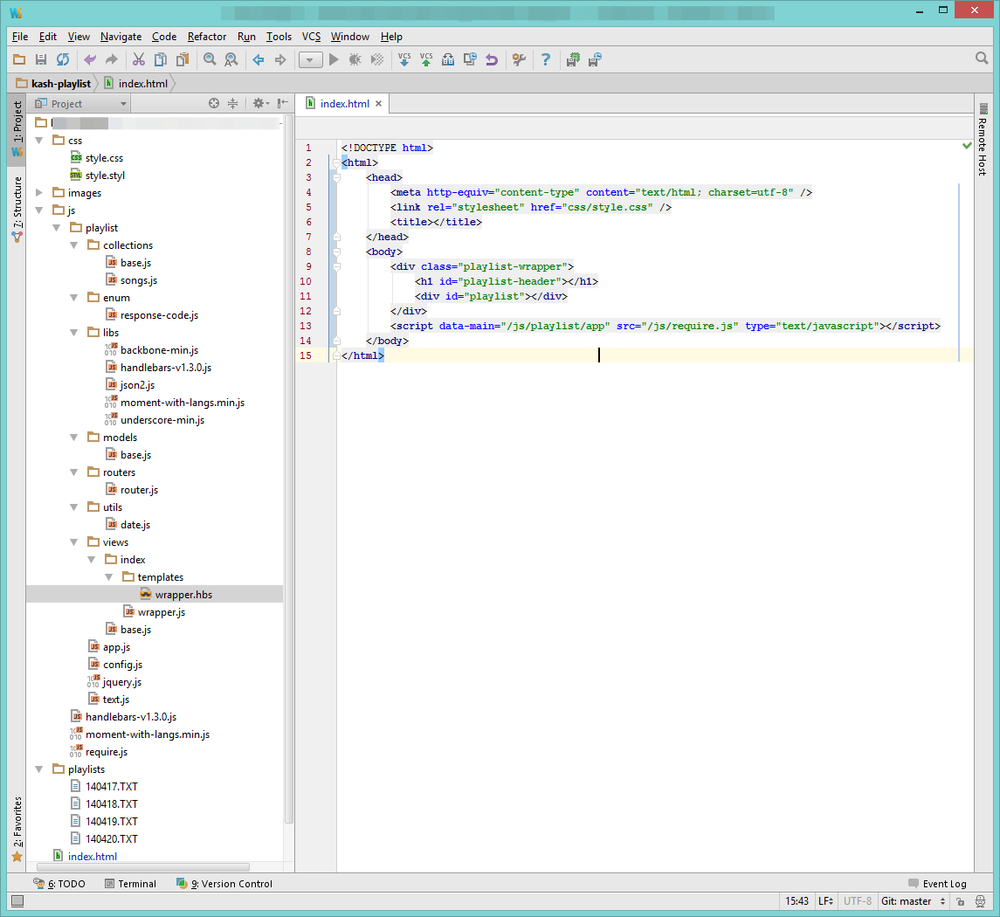 File Edit View Navigate Code Refactor Run Tools VCS Window Help
VCS VCS
kash-playlist index.html
1: Project
7: Structure
2: Favorites
Project
css
style.css
style.styl
images
js
playlist
collections
base.js
songs.js
enum
response-code.js
libs
backbone-min.js
handlebars-v1.3.0.js
json2.js
moment-with-langs.min.js
underscore-min.js
models
base.js
routers
router.js
utils
date.js
views
index
templates
wrapper.hbs
wrapper.js
base.js
app.js
config.js
jquery.js
text.js
handlebars-v1.3.0.js
moment-with-langs.min.js
require.js
playlists
140417.TXT
140418.TXT
140419.TXT
140420.TXT
index.html
index.html
1 <!DOCTYPE html>
2 <html>
3 <head>
4 <meta http-equiv="content-type" content="text/html; charset=utf-8" />
5 <link rel="stylesheet" href="css/style.css" />
6 <title></title>
7 </head>
8 <body>
9 <div class="playlist-wrapper">
10 <h1 id="playlist-header"></h1>
11 <div id="playlist"></div>
12 </div>
13 <script data-main="/js/playlist/app" src="/js/require.js" type="text/javascript"></script>
14 </body>
15 </html>
Remote Host
6: TODO Terminal 9: Version Control Event Log
15:43 LF UTF-8 Git: master